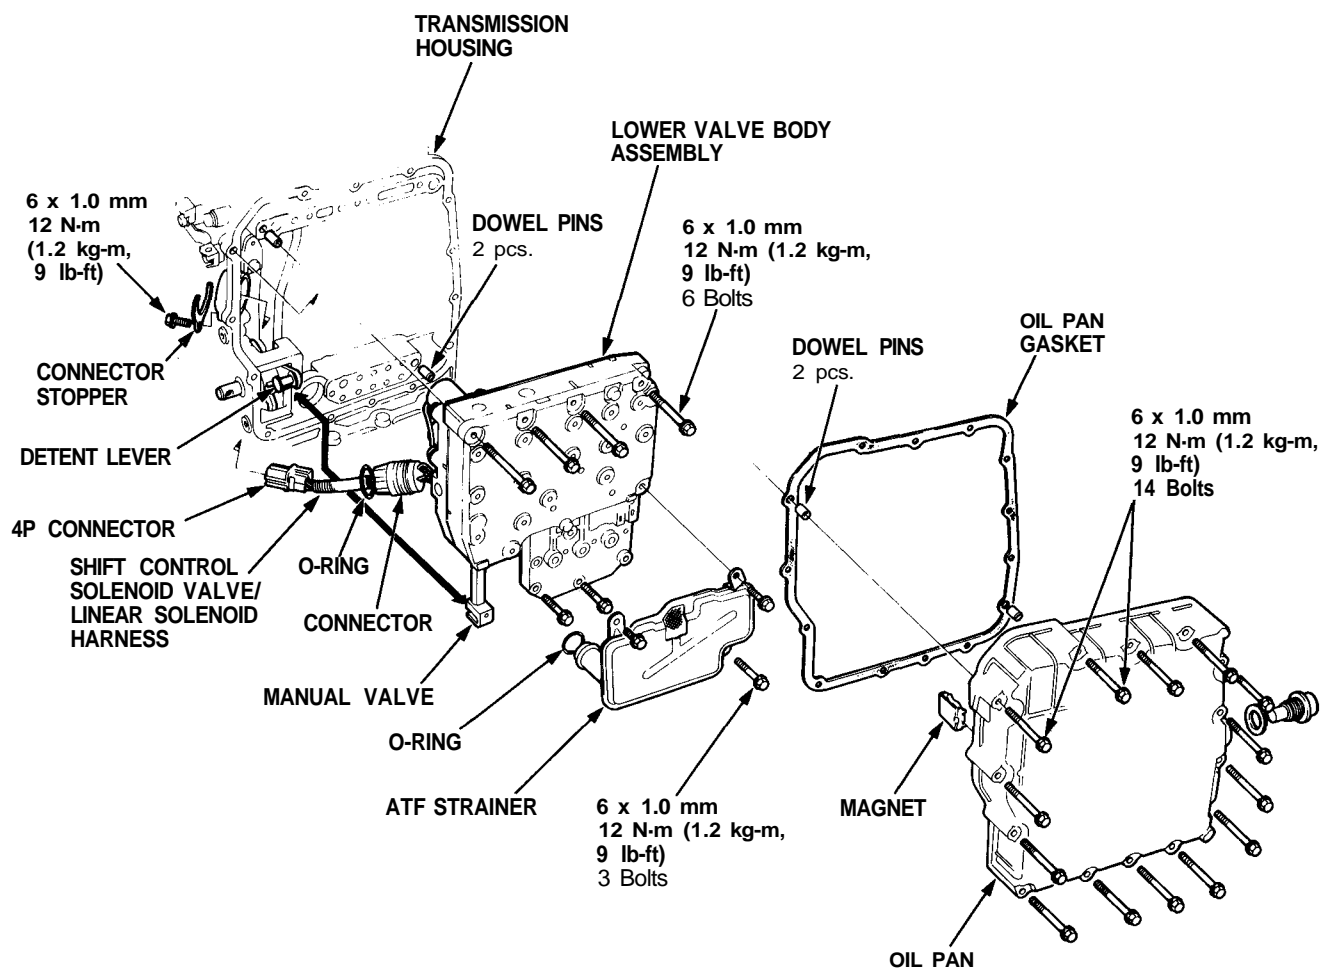 TRANSMISSION
HOUSING
LOWER VALVE BODY
ASSEMBLY
6 x 1.0 mm
12 N·m
(1.2 kg-m,
9 lb-ft)
DOWEL PINS
2 pcs.
6 x 1.0 mm
12 N·m (1.2 kg-m,
9 lb-ft)
6 Bolts
OIL PAN
GASKET
DOWEL PINS
2 pcs.
CONNECTOR
STOPPER
6 x 1.0 mm
12 N·m (1.2 kg-m,
9 lb-ft)
14 Bolts
DETENT LEVER
4P CONNECTOR
SHIFT CONTROL
SOLENOID VALVE/
LINEAR SOLENOID
HARNESS
O-RING
CONNECTOR
MANUAL VALVE
O-RING
ATF STRAINER
6 x 1.0 mm
12 N·m (1.2 kg-m,
9 lb-ft)
3 Bolts
MAGNET
OIL PAN